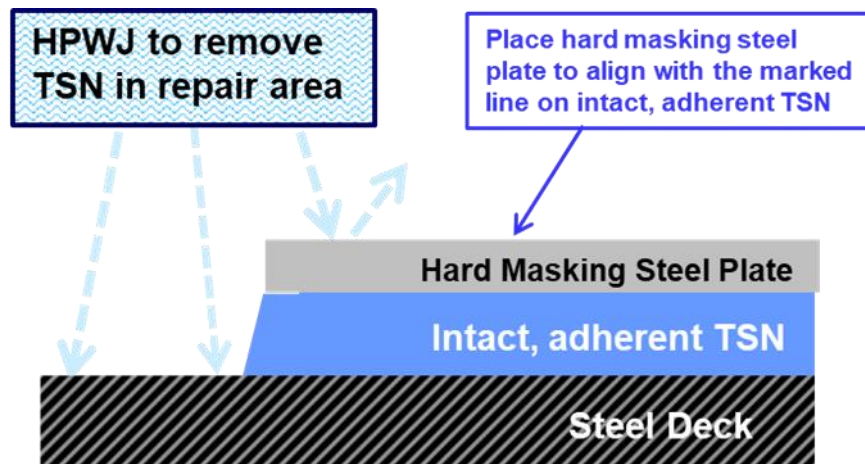 HPWJ to remove
TSN in repair area
Place hard masking steel
plate to align with the marked
line on intact, adherent TSN
Hard Masking Steel Plate
Intact, adherent TSN
Steel Deck